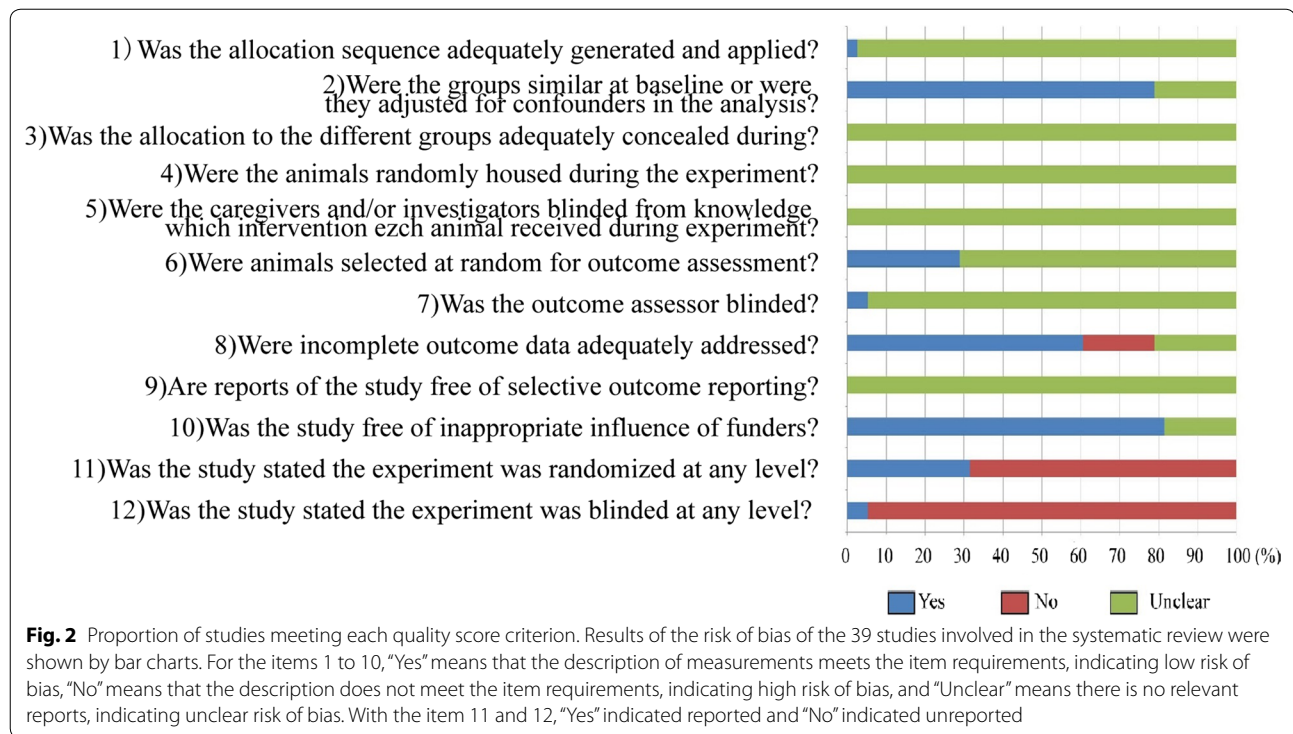 1) Was the allocation sequence adequately generated and applied?
2)Were the groups similar at baseline or were
they adjusted for confounders in the analysis?
3)Was the allocation to the different groups adequately concealed during?
4)Were the animals randomly housed during the experiment?
5)Were the caregivers and/or investigators blinded from knowledge
which intervention ezch animal received during experiment?
6)Were animals selected at random for outcome assessment?
7)Was the outcome assessor blinded?
8)Were incomplete outcome data adequately addressed?
9)Are reports of the study free of selective outcome reporting?
10)Was the study free of inappropriate influence of funders?
11)Was the study stated the experiment was randomized at any level?
12)Was the study stated the experiment was blinded at any level?
0 10 20 30 40 50 60 70 80 90 100 (%)
Yes No Unclear
Fig. 2 Proportion of studies meeting each quality score criterion. Results of the risk of bias of the 39 studies involved in the systematic review were
shown by bar charts. For the items 1 to 10, “Yes” means that the description of measurements meets the item requirements, indicating low risk of
bias, “No” means that the description does not meet the item requirements, indicating high risk of bias, and “Unclear” means there is no relevant
reports, indicating unclear risk of bias. With the item 11 and 12, “Yes” indicated reported and “No” indicated unreported